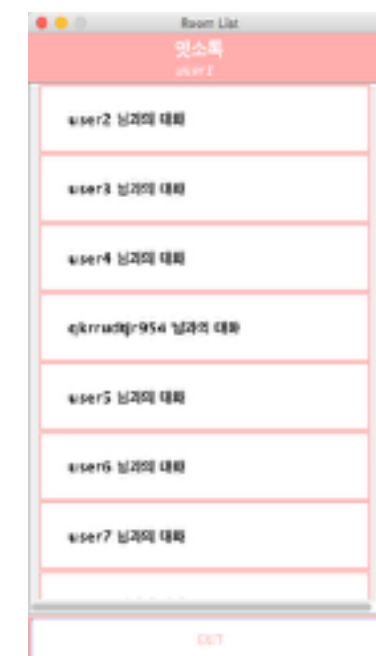 Room List
잇소톡
user1
user2 님과의 대화
user3 님과의 대화
user4 님과의 대화
님과의 대화
user5 님과의 대화
user6 님과의 대화
user7 님과의 대화
EXIT